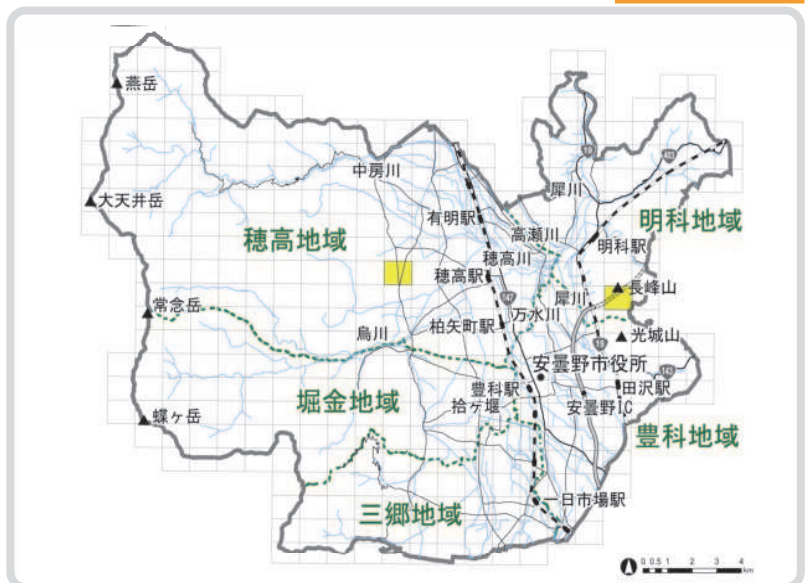 ▲燕岳
中房川
犀川
19
403
▲大天井岳
有明駅
高瀬川
明科地域
穂高地域
穂高川
明科駅
穂高駅
147
犀川
▲長峰山
常念岳
▲
万水川
烏川
柏矢町駅
19
▲光城山
安曇野市役所
143
豊科駅
田沢駅
堀金地域
拾ケ堰
安曇野IC
蝶ヶ岳
▲
豊科地域
三郷地域
一日市場駅
0 0.5 1 2 3 4
km